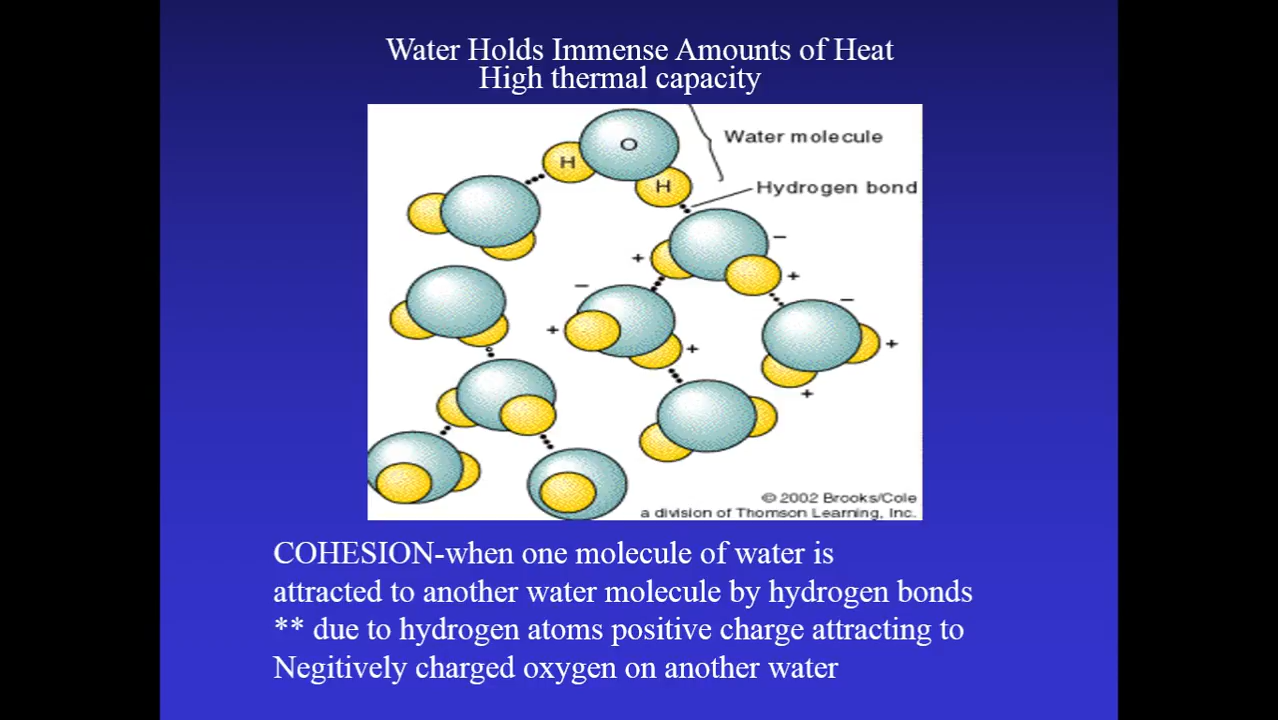 Water Holds Immense Amounts of Heat
High thermal capacity
O
Water molecule
H
H
Hydrogen bond
−
+
+
−
−
+
+
+
+
© 2002 Brooks/Cole
a division of Thomson Learning, Inc.
COHESION-when one molecule of water is
attracted to another water molecule by hydrogen bonds
** due to hydrogen atoms positive charge attracting to
Negitively charged oxygen on another water